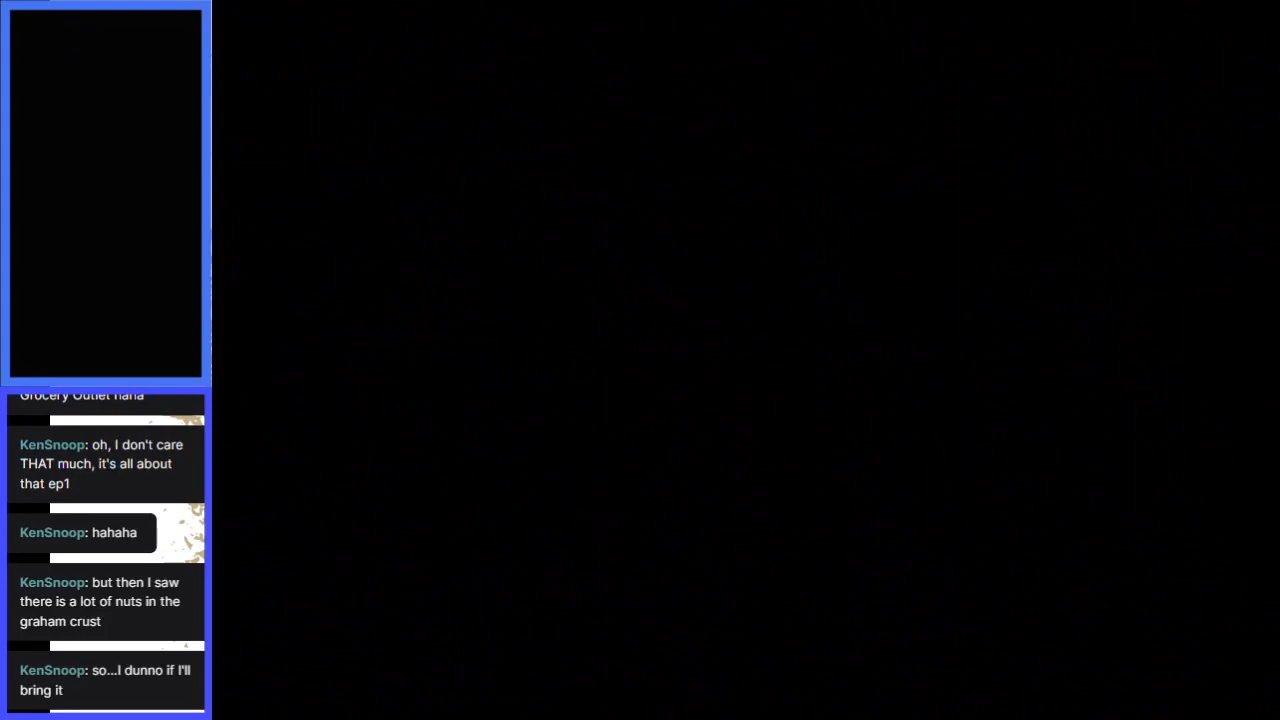 Grocery Outlet haha
KenSnoop: oh, I don't care
THAT much, it's all about
that ep1
KenSnoop: hahaha
KenSnoop: but then I saw
there is a lot of nuts in the
graham crust
KenSnoop: so...I dunno if I'll
bring it